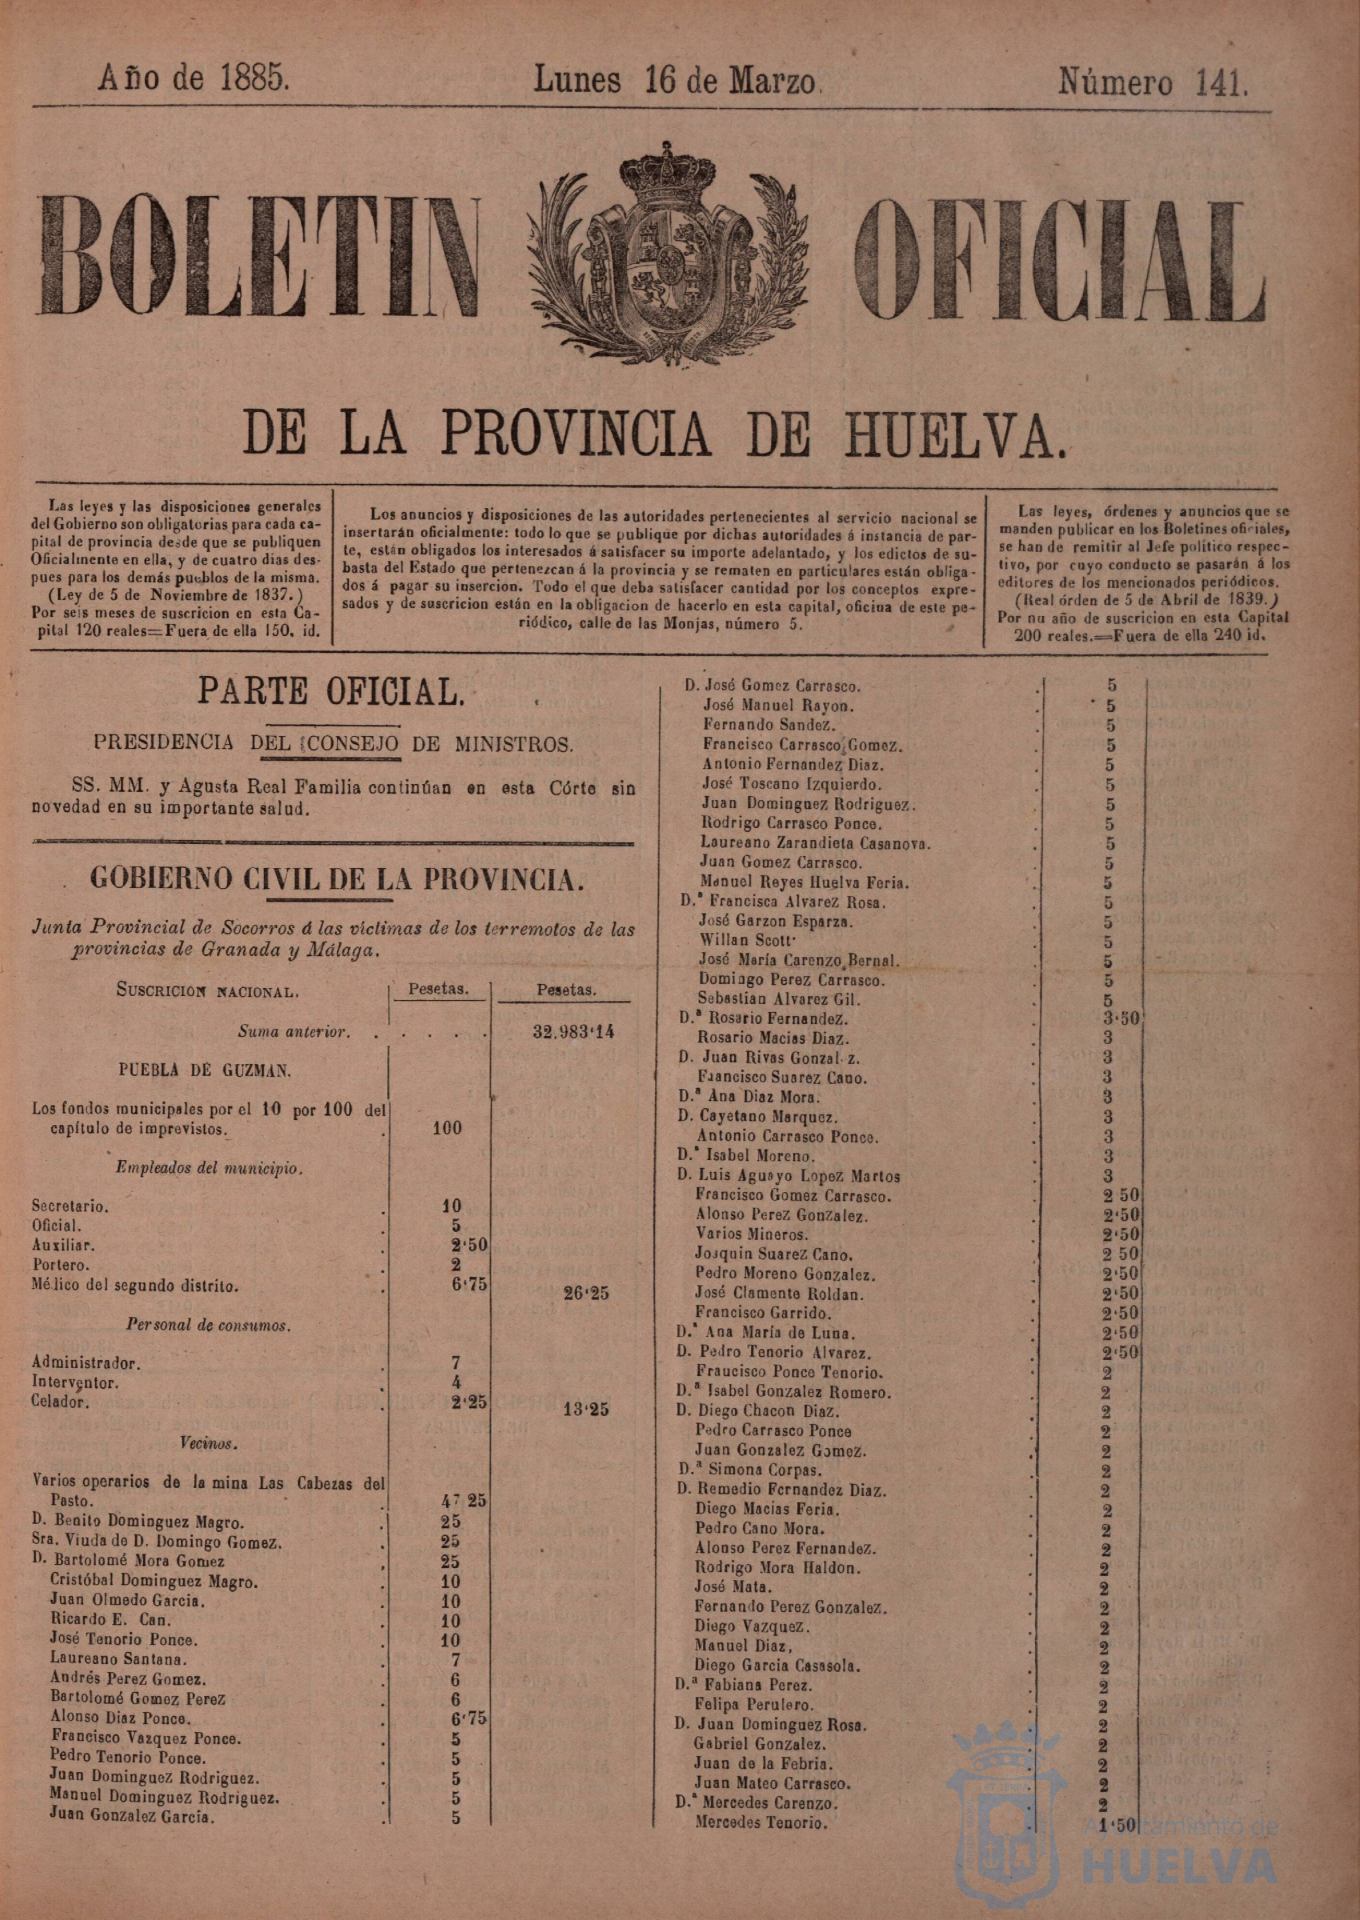 Año de 1885.
Lunes 16 de Marzo.
Número 141.
BOLETIN OFICIAL
DE LA PROVINCIA DE HUELVA.
Las leyes y las disposiciones generales
del Gobierno son obligatorias para cada ca-
pital de provincia desde que se publiquen
Oficialmente en ella, y de cuatro dias des-
pues para los demás pueblos de la misma.
(Ley de 5 de Noviembre de 1837.)
Por seis meses de suscricion en esta Ca-
pital 120 reales=Fuera de ella 150. id.
Los anuncios y disposiciones de las autoridades pertenecientes al servicio nacional se
insertarán oficialmente: todo lo que se publique por dichas autoridades á instancia de par-
te, están obligados los interesados á satisfacer su importe adelantado, y los edictos de su-
basta del Estado que pertenezcan á la provincia y se rematen en particulares están obliga-
dos á pagar su insercion. Todo el que deba satisfacer cantidad por los conceptos expre-
sados y de suscricion están en la obligacion de hacerlo en esta capital, oficina de este pe-
riódico, calle de las Monjas, número 5.
Las leyes, órdenes y anuncios que se
manden publicar en los Boletines oficiales,
se han de remitir al Jefe político respec-
tivo, por cuyo conducto se pasarán á los
editores de los mencionados periódicos.
(Real órden de 5 de Abril de 1839.)
Por nu año de suscricion en esta Capital
200 reales.=Fuera de ella 240 id.
PARTE OFICIAL.
PRESIDENCIA DEL CONSEJO DE MINISTROS.
SS. MM. y Agusta Real Familia continúan en esta Córte sin
novedad en su importante salud.
GOBIERNO CIVIL DE LA PROVINCIA.
Junta Provincial de Socorros á las víctimas de los terremotos de las
provincias de Granada y Málaga.
SUSCRICION NACIONAL. Pesetas. Pesetas.
Suma anterior. . . . . 32.983'14
PUEBLA DE GUZMAN.
Los fondos municipales por el 10 por 100 del
capítulo de imprevistos. . 100
Empleados del municipio.
Secretario. . 10
Oficial. . 5
Auxiliar. . 2'50
Portero. . 2
Mélico del segundo distrito. . 6'75 26'25
Personal de consumos.
Administrador. . 7
Interventor. . 4
Celador. . 2'25 13'25
Vecinos.
Varios operarios de la mina Las Cabezas del
Pasto. . 47 25
D. Benito Dominguez Magro. . 25
Sra. Viuda de D. Domingo Gomez. . 25
D. Bartolomé Mora Gomez . 25
Cristóbal Dominguez Magro. . 10
Juan Olmedo Garcia. . 10
Ricardo E. Can. . 10
José Tenorio Ponce. . 10
Laureano Santana. . 7
Andrés Perez Gomez. . 6
Bartolomé Gomez Perez . 6
Alonso Diaz Ponce. . 6'75
Francisco Vazquez Ponce. . 5
Pedro Tenorio Ponce. . 5
Juan Dominguez Rodriguez. . 5
Manuel Dominguez Rodriguez. . 5
Juan Gonzalez García. . 5
D. José Gomez Carrasco. . 5
José Manuel Rayon. . 5
Fernando Sandez. . 5
Francisco Carrasco Gomez. . 5
Antonio Fernandez Diaz. . 5
José Toscano Izquierdo. . 5
Juan Dominguez Rodriguez. . 5
Rodrigo Carrasco Ponce. . 5
Laureano Zarandieta Casanova. . 5
Juan Gomez Carrasco. . 5
Manuel Reyes Huelva Feria. . 5
D.ª Francisca Alvarez Rosa. . 5
José Garzon Esparza. . 5
Willan Scott . 5
José María Carenzo Bernal. . 5
Domingo Perez Carrasco. . 5
Sebastian Alvarez Gil. . 5
D.ª Rosario Fernandez. . 3'50
Rosario Macias Diaz. . 3
D. Juan Rivas Gonzal z. . 3
Francisco Suarez Cano. . 3
D.ª Ana Diaz Mora. . 3
D. Cayetano Marquez. . 3
Antonio Carrasco Ponce. . 3
D.ª Isabel Moreno. . 3
D. Luis Aguayo Lopez Martos . 3
Francisco Gomez Carrasco. . 2 50
Alonso Perez Gonzalez. . 2'50
Varios Mineros. . 2'50
Joaquin Suarez Cano. . 2 50
Pedro Moreno Gonzalez. . 2'50
José Clamente Roldan. . 2'50
Francisco Garrido. . 2'50
D.ª Ana María de Luna. . 2'50
D. Pedro Tenorio Alvarez. . 2'50
Fraucisco Ponce Tenorio. . 2
D.ª Isabel Gonzalez Romero. . 2
D. Diego Chacon Diaz. . 2
Pedro Carrasco Ponce . 2
Juan Gonzalez Gomez. . 2
D.ª Simona Corpas. . 2
D. Remedio Fernandez Diaz. . 2
Diego Macias Feria. . 2
Pedro Cano Mora. . 2
Alonso Perez Fernandez. . 2
Rodrigo Mora Haldon. . 2
José Mata. . 2
Fernando Perez Gonzalez. . 2
Diego Vazquez. . 2
Manuel Diaz, . 2
Diego Garcia Casasola. . 2
D.ª Fabiana Perez. . 2
Felipa Perulero. . 2
D. Juan Dominguez Rosa. . 2
Gabriel Gonzalez. . 2
Juan de la Febria. . 2
Juan Mateo Carrasco. . 2
D.ª Mercedes Carenzo. . 2
Mercedes Tenorio. . 1'50
Ayuntamiento de
HUELVA